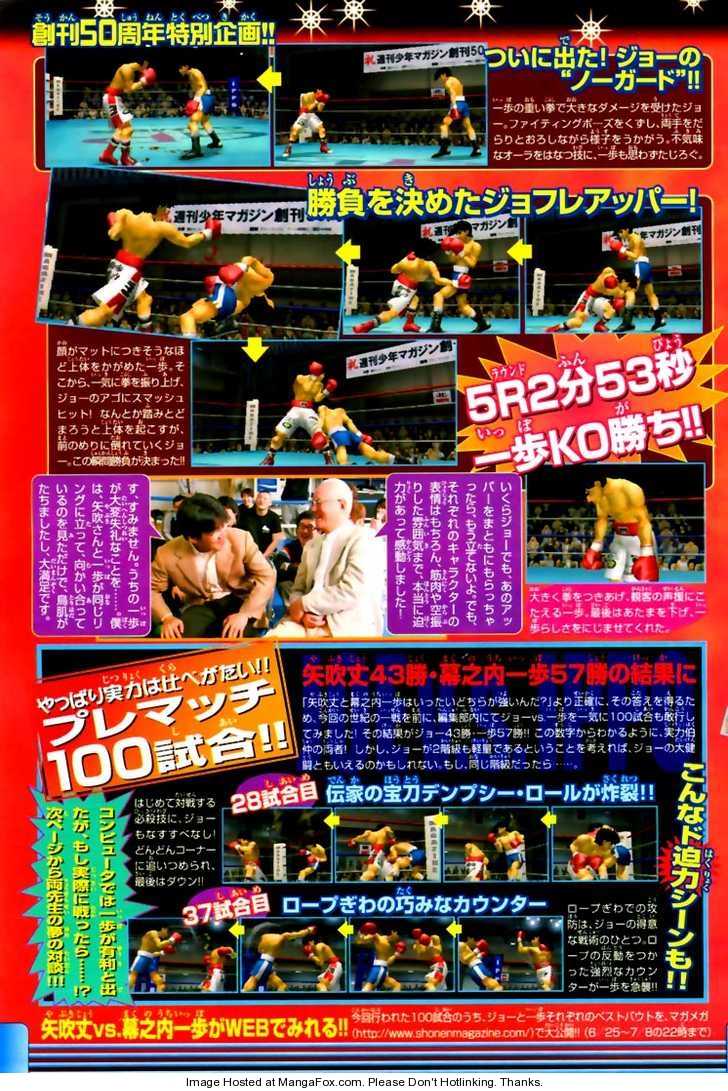 創刊50周年特別企画!!
ついに出た!ジョーの
"ノーガード"!!
一歩の重い拳で大きなダメージを受けたジョ
ー。ファイティングポーズをくずし、両手をだ
らりとおろしながら様子をうかがう。不気味
なオーラをはなつ技に、一歩も思わずたじろぐ。
勝負を決めたジョフレアッパー!
顔がマットにつきそうなほ
ど上体をかがめた一歩。そ
こから、一気に拳を振り上げ、
ジョーのアゴにスマッシュ
ヒット!なんとか踏みとど
まろうと上体を起こすが、
前のめりに倒れていくジョ
ー。この瞬間勝負が決まった!!
5R2分53秒
一歩KO勝ち!!
いくらジョーでも、あのアッ
パーをまともにもらっちゃ
ったら、もう立てないよ。でも、
それぞれのキャラクターの
表情はもちろん、筋肉や空振
りした雰囲気まで、本当に迫
力があって感動しました!
す、すみません。うちの一歩
が大変失礼なことを……。僕
は、矢吹さんと一歩が同じリ
ングに立って、向かい合って
いるのを見ただけで、鳥肌が
たちましたし、大満足です。
大きく拳をつきあげ、観客の声援にこ
たえる一歩。最後はあたまを下げ、一
歩らしさをにじませてくれた。
やっぱり実力は比べがたい!!
プレマッチ
100試合!!
矢吹丈43勝・幕之内一歩57勝の結果に
「矢吹丈と幕之内一歩はいったいどちらが強いんだ?」より正確に、その答えを得るた
め、今回の世紀の一戦を前に、編集部内にてジョーvs.一歩を一気に100試合も敢行し
てみました!その結果がジョー43勝・一歩57勝!!この数字からわかるように、実力伯
仲の両者!しかし、ジョーが2階級も軽量であるということを考えれば、ジョーの大健
闘ともいえるのかもしれない。もし、同じ階級だったら……。
こんなド迫力シーンも!!
28試合目 伝家の宝刀デンプシー・ロールが炸裂!!
はじめて対戦する
必殺技に、ジョー
もなすすべなし!
どんどんコーナー
に追いつめられ、
最後はダウン!!
37試合目 ロープぎわの巧みなカウンター
ロープぎわでの攻
防は、ジョーの得意
な戦術のひとつ。ロ
ープの反動をつか
った強烈なカウン
ターが一歩を急襲!!
コンピュータでは一歩が有利と出
たが、もし実際に戦ったら……!?
次ページから両先生の夢の対談!!
矢吹丈vs.幕之内一歩がWEBでみれる!!
今回行われた100試合のうち、ジョーと一歩それぞれのベストバウトを、マガメガ
(http://www.shonenmagazine.com/)で大公開!!(6/25~7/8の22時まで)
Image Hosted at MangaFox.com. Please Don't Hotlinking. Thanks.